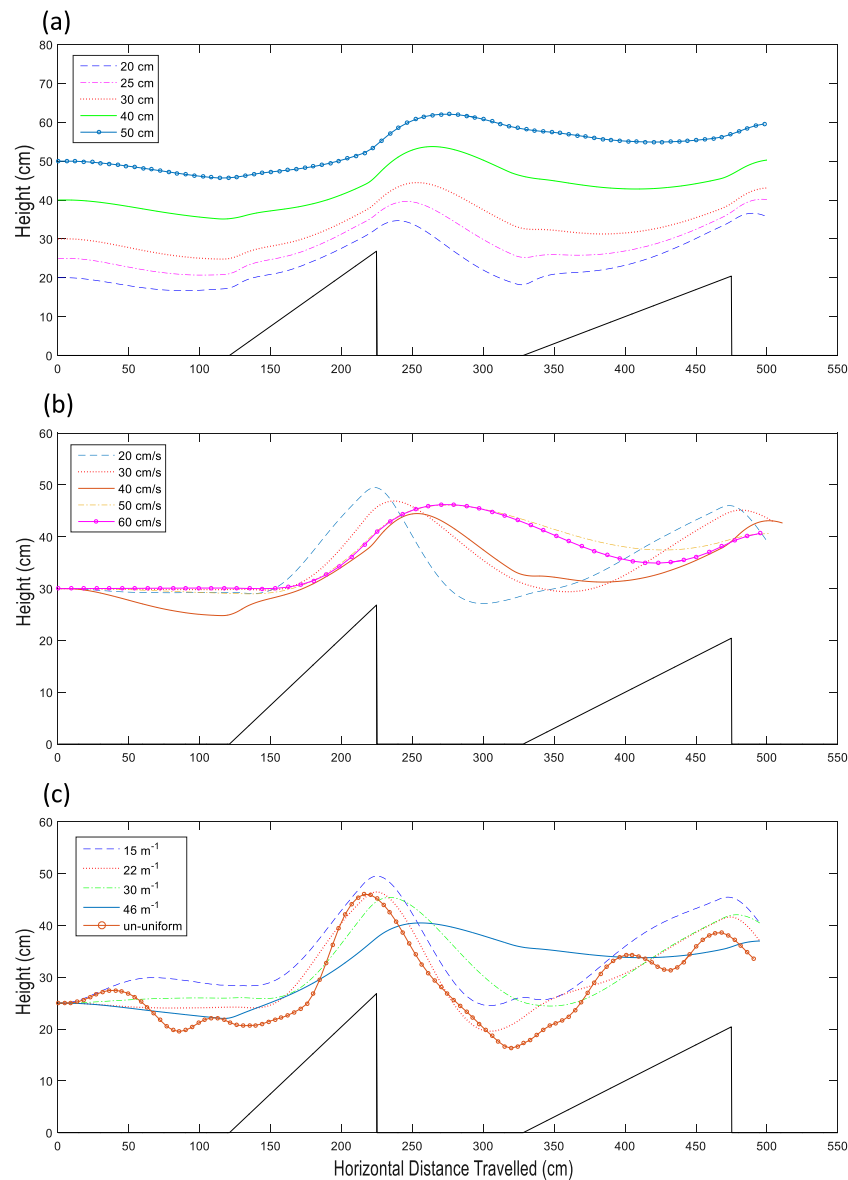 (a)
80
70
60
50
40
30
20
10
0
Height (cm)
20 cm
25 cm
30 cm
40 cm
50 cm
0 50 100 150 200 250 300 350 400 450 500 550
(b)
60
50
40
30
20
10
0
Height (cm)
20 cm/s
30 cm/s
40 cm/s
50 cm/s
60 cm/s
0 50 100 150 200 250 300 350 400 450 500 550
(c)
60
50
40
30
20
10
0
Height (cm)
15 m⁻¹
22 m⁻¹
30 m⁻¹
46 m⁻¹
un-uniform
0 50 100 150 200 250 300 350 400 450 500 550
Horizontal Distance Travelled (cm)